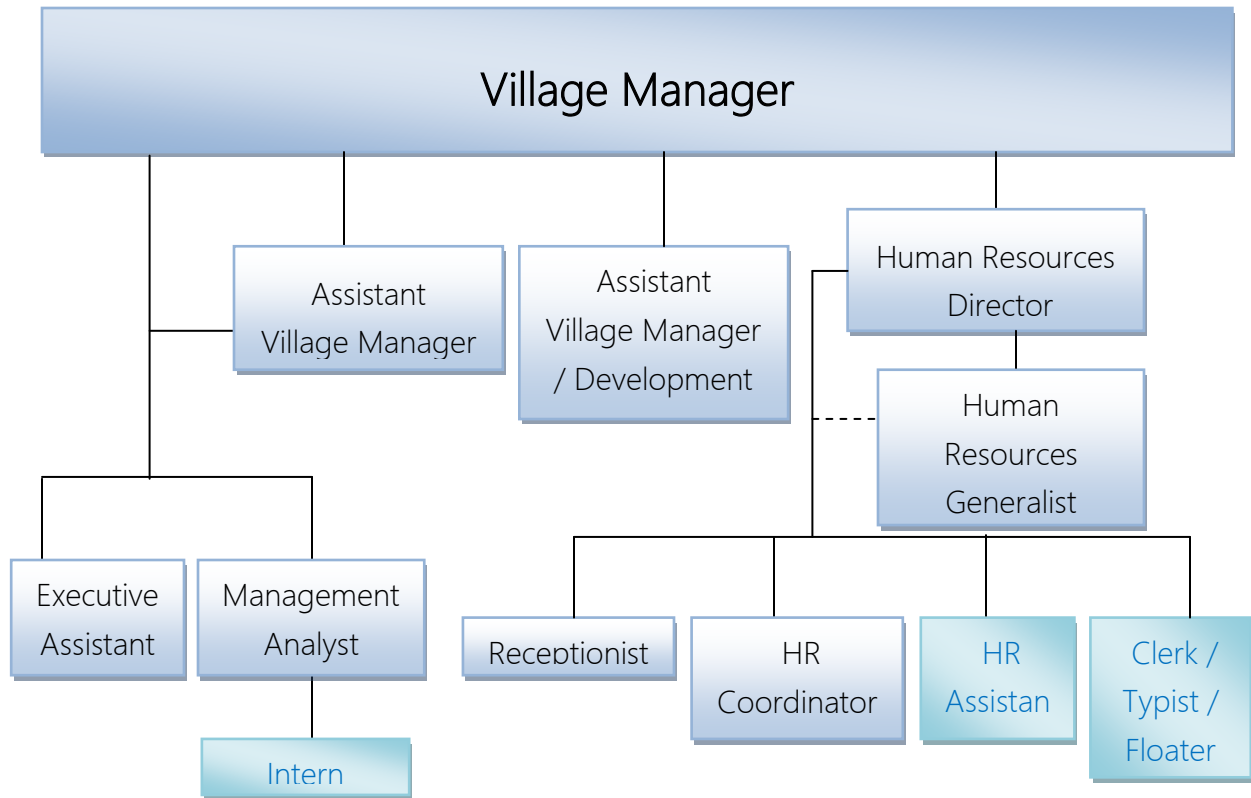 Village Manager
Assistant
Village Manager
Assistant
Village Manager
/ Development
Human Resources
Director
Human
Resources
Generalist
Executive
Assistant
Management
Analyst
Receptionist
HR
Coordinator
HR
Assistan
Clerk /
Typist /
Floater
Intern